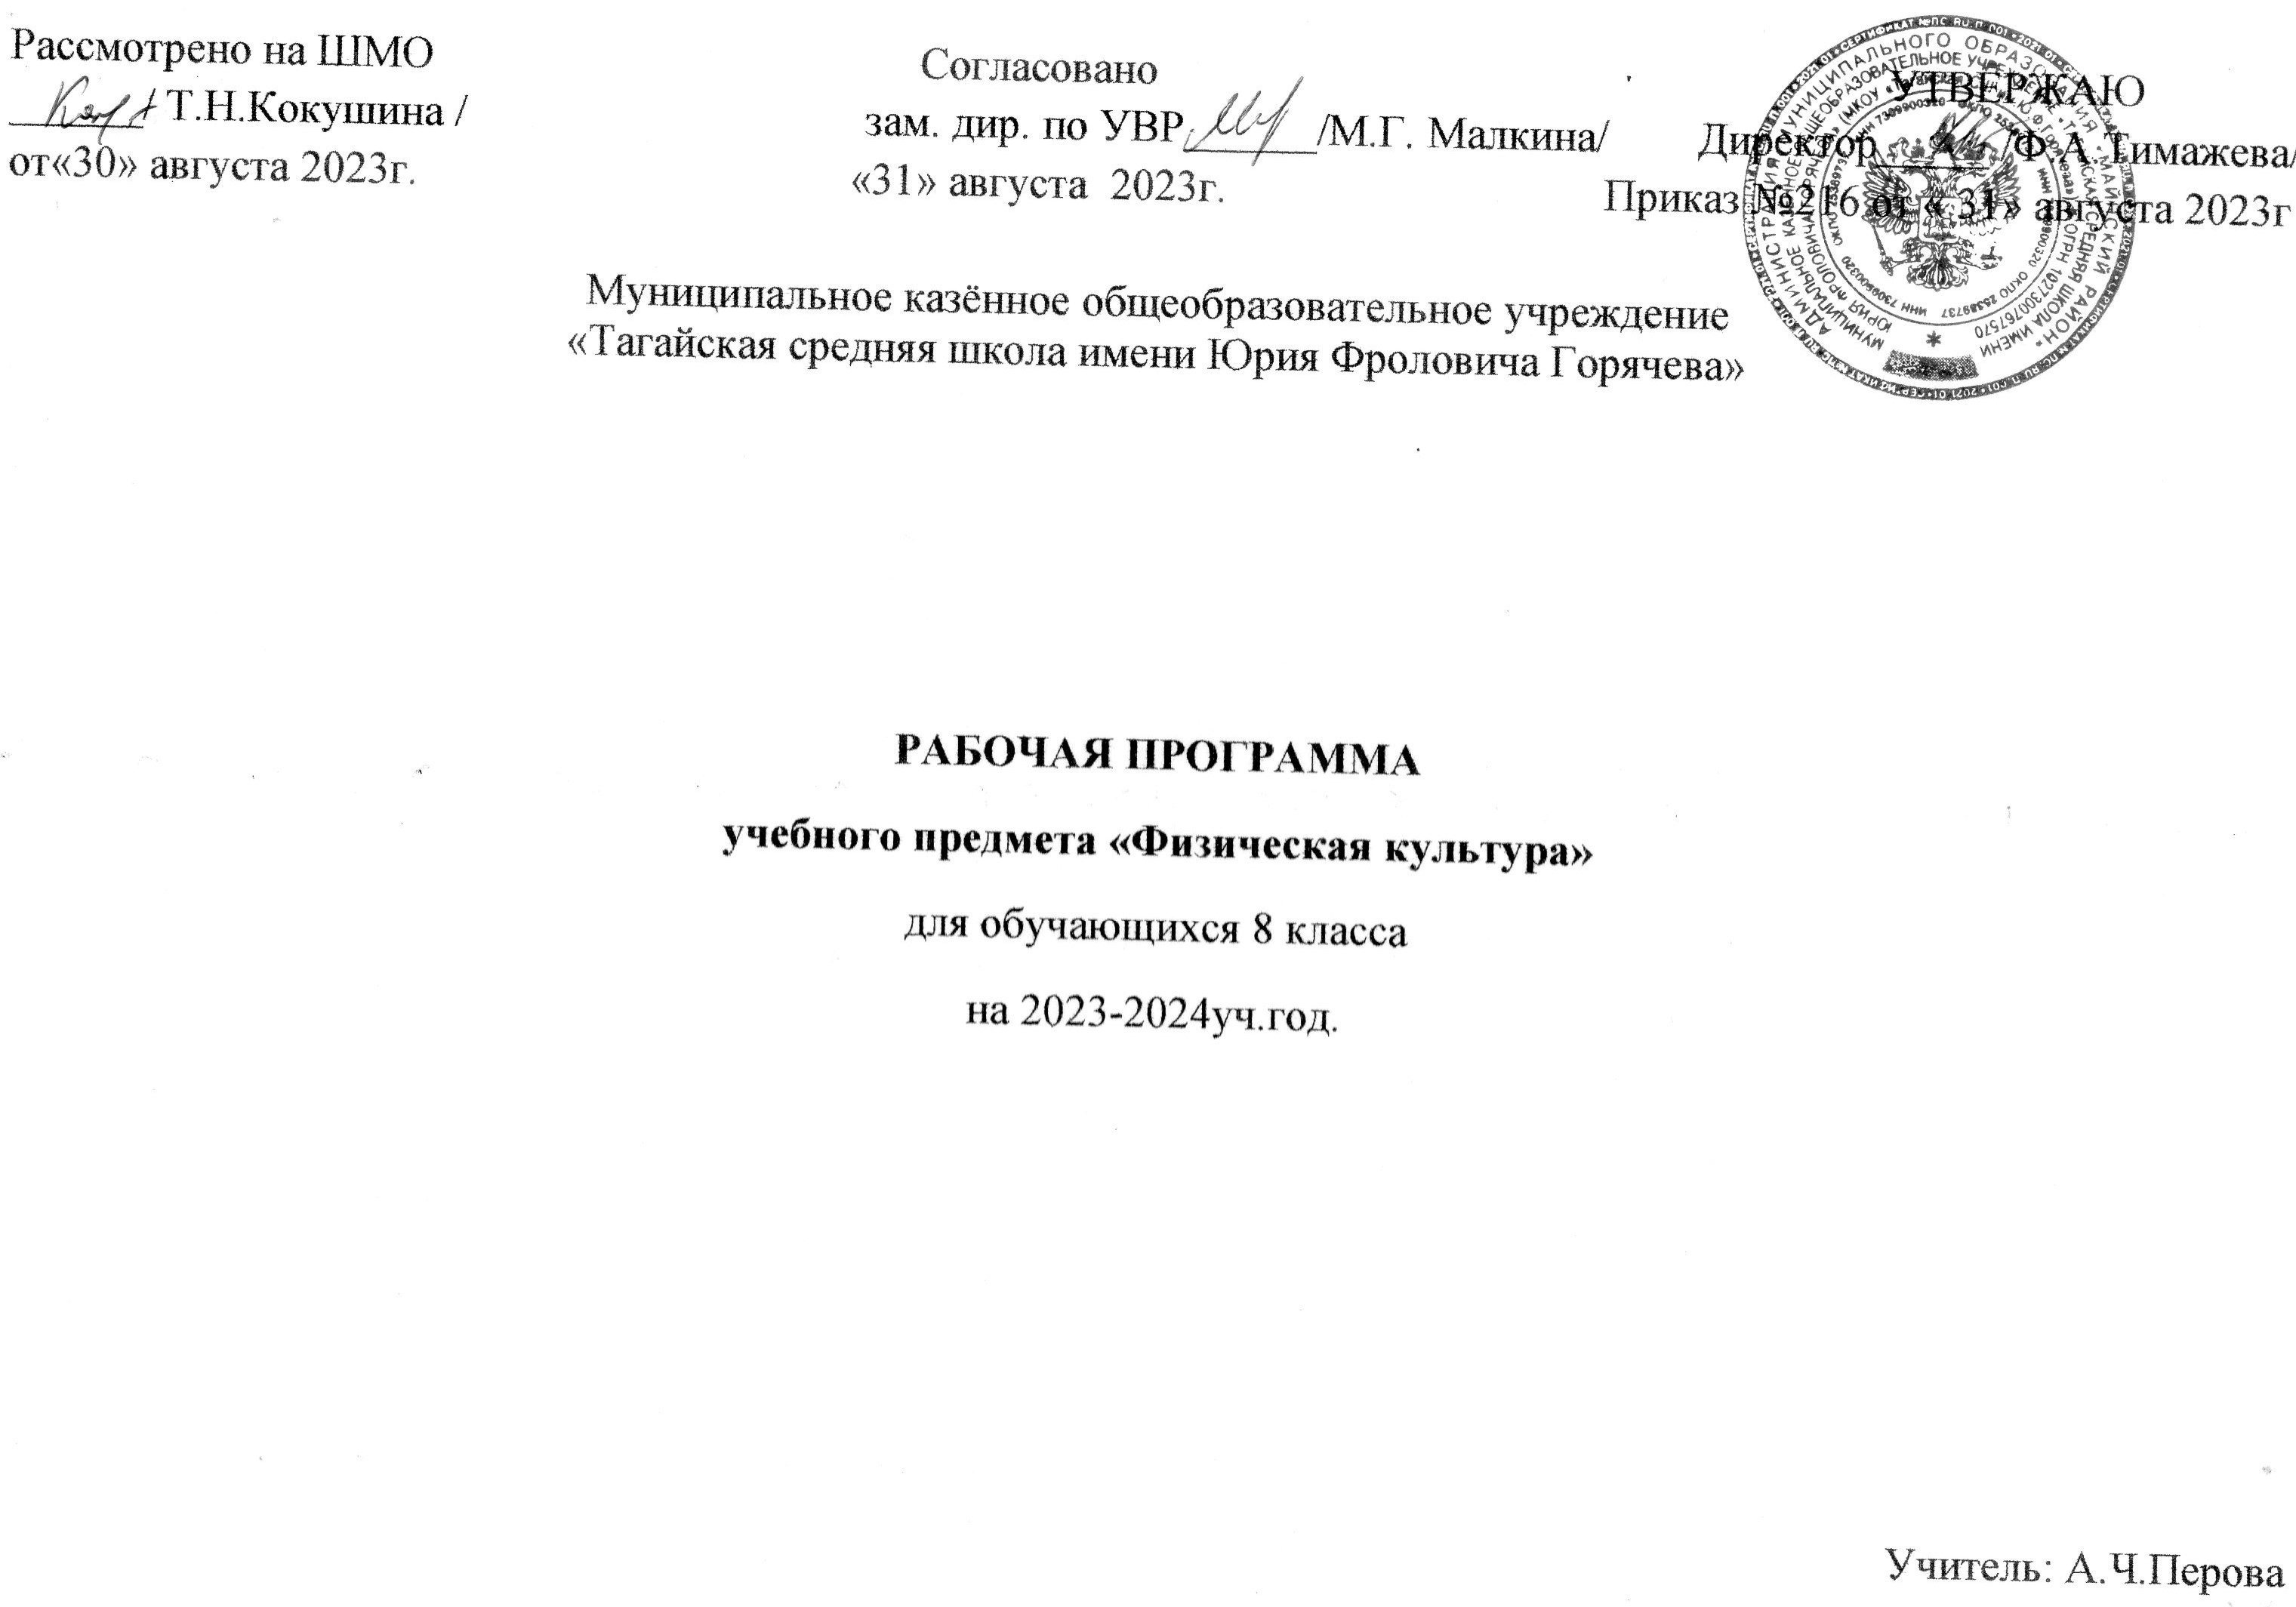 Рассмотрено на ШМО
Т.Н.Кокушина /
от«30» августа 2023г.
Согласовано
зам. дир. по УВР /М.Г. Малкина/
«31» августа 2023г.
УТВЕРЖАЮ
Директор /Ф.А.Тимажева/
Приказ №216 от « 31» августа 2023г
Муниципальное казённое общеобразовательное учреждение
«Тагайская средняя школа имени Юрия Фроловича Горячева»
РАБОЧАЯ ПРОГРАММА
учебного предмета «Физическая культура»
для обучающихся 8 класса
на 2023-2024уч.год.
Учитель: А.Ч.Перова